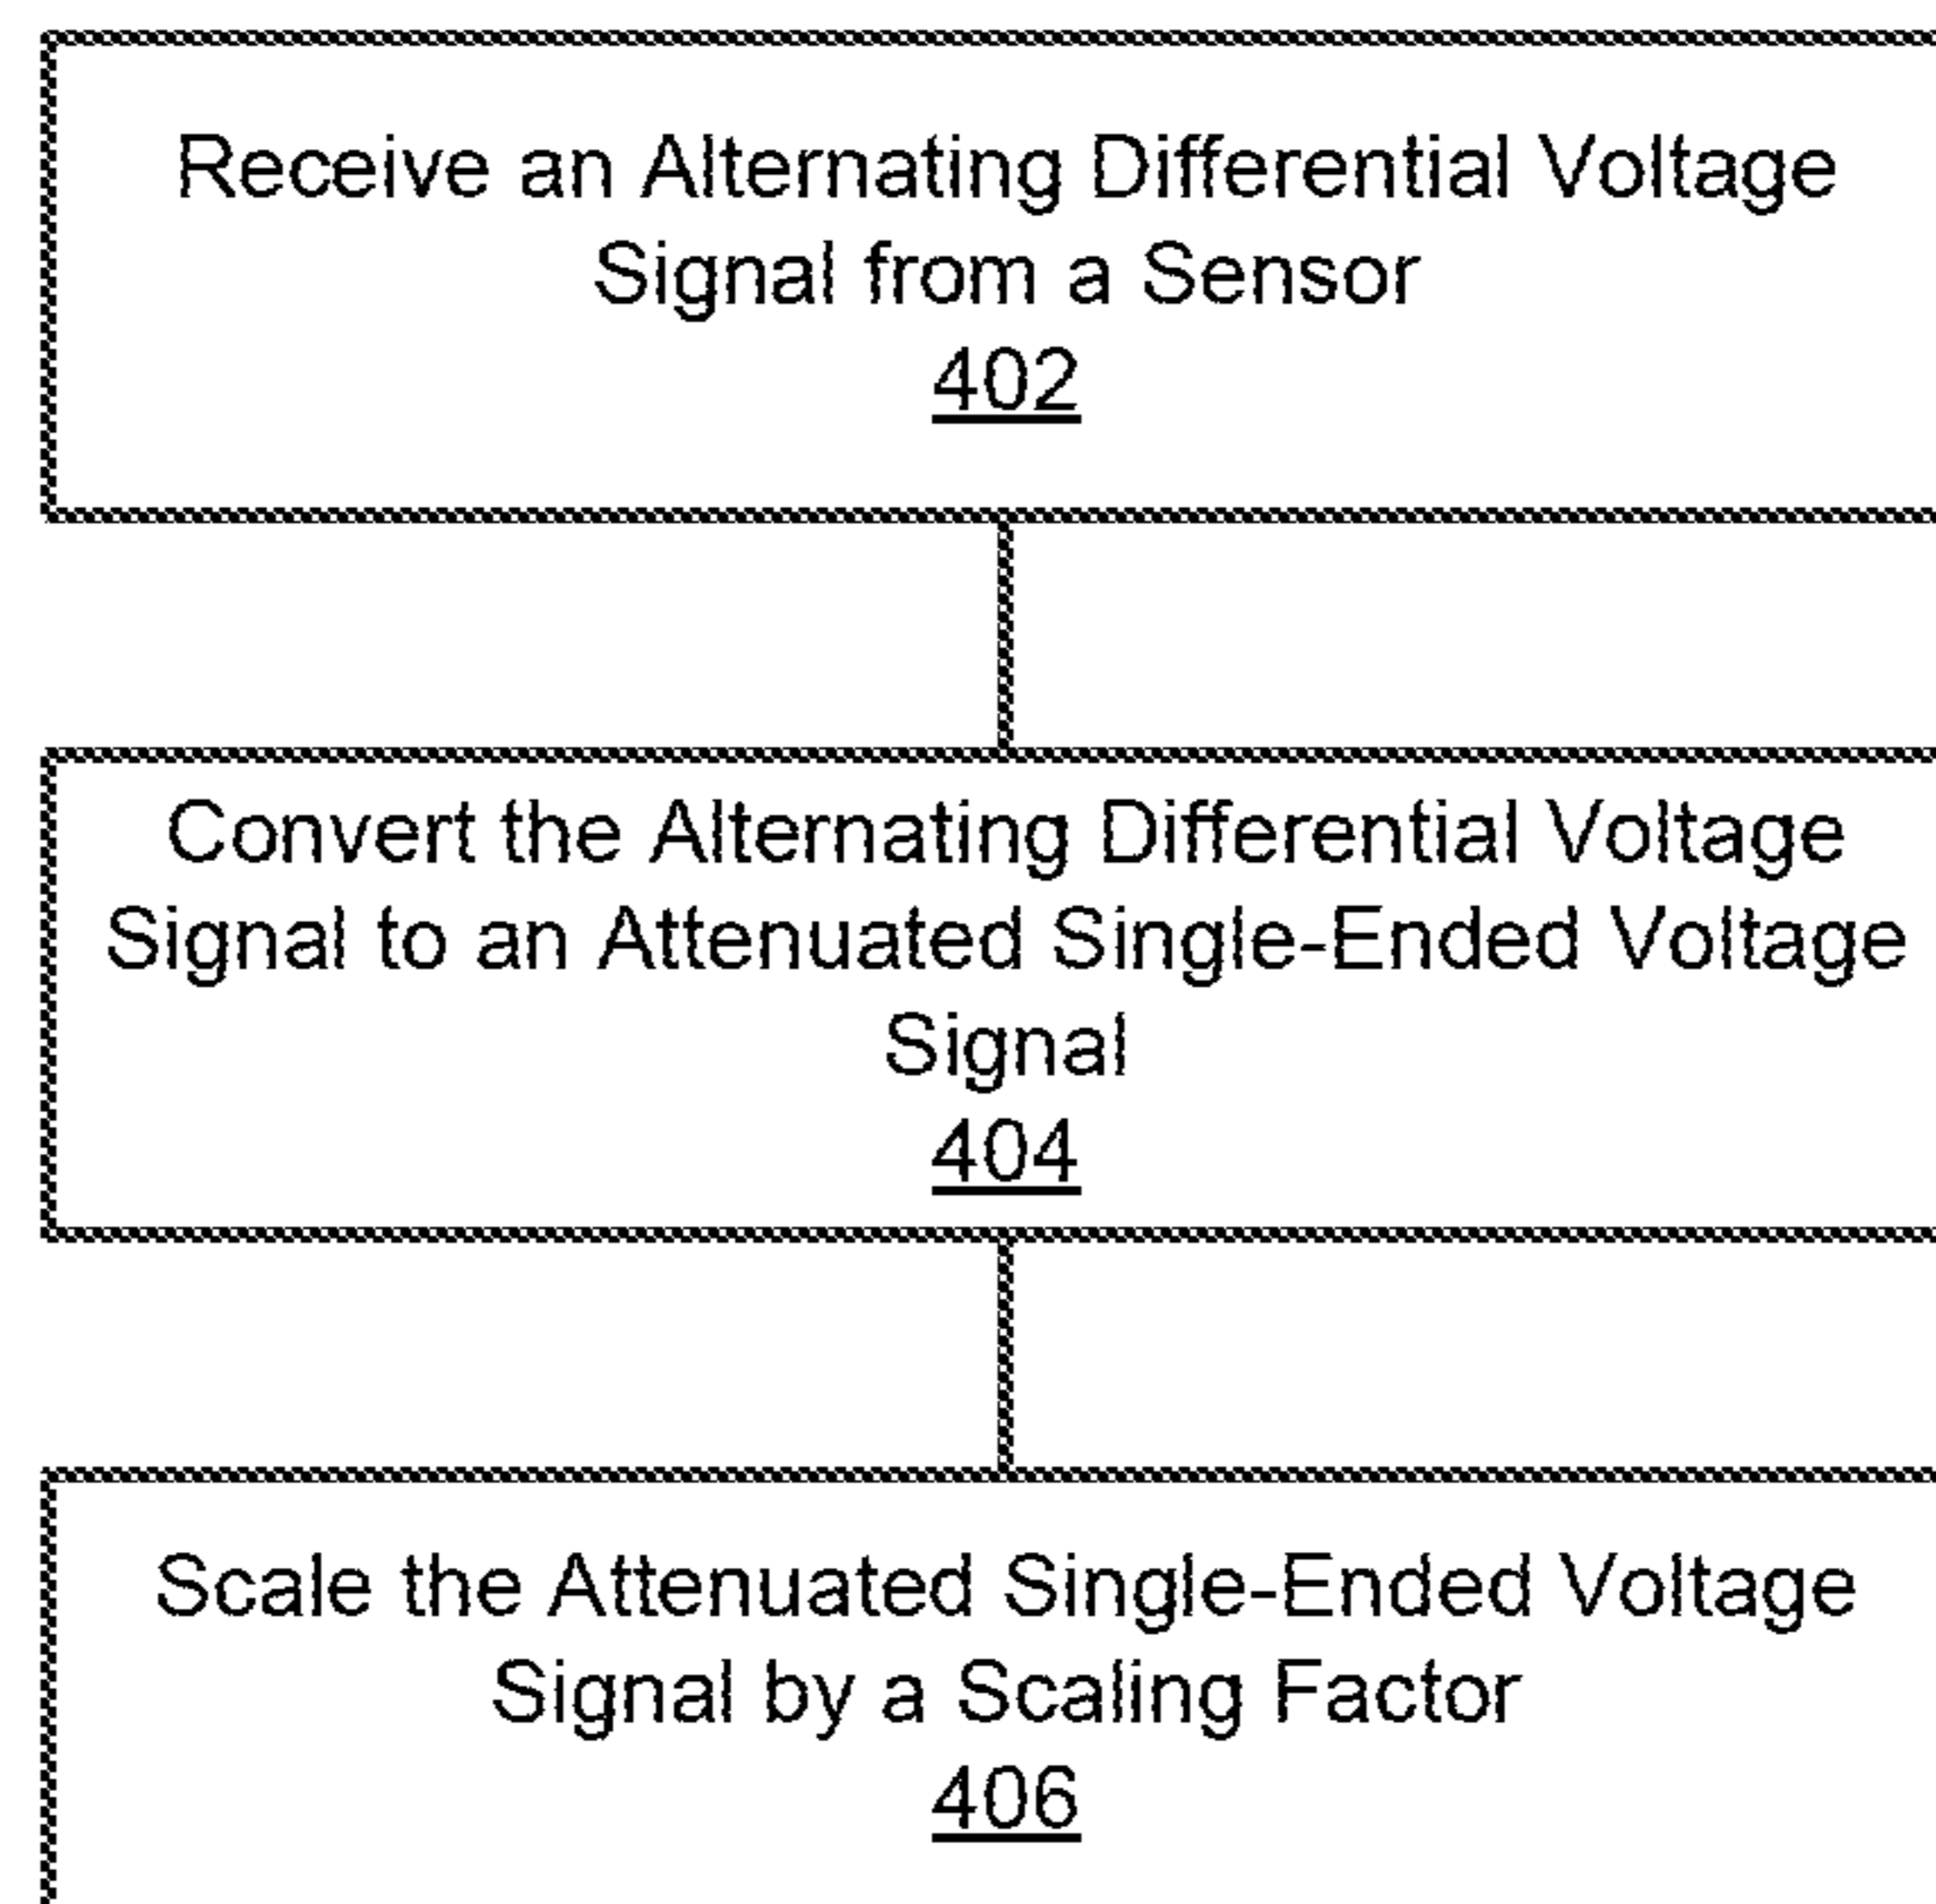 Receive an Alternating Differential Voltage
Signal from a Sensor
402
Convert the Alternating Differential Voltage
Signal to an Attenuated Single-Ended Voltage
Signal
404
Scale the Attenuated Single-Ended Voltage
Signal by a Scaling Factor
406